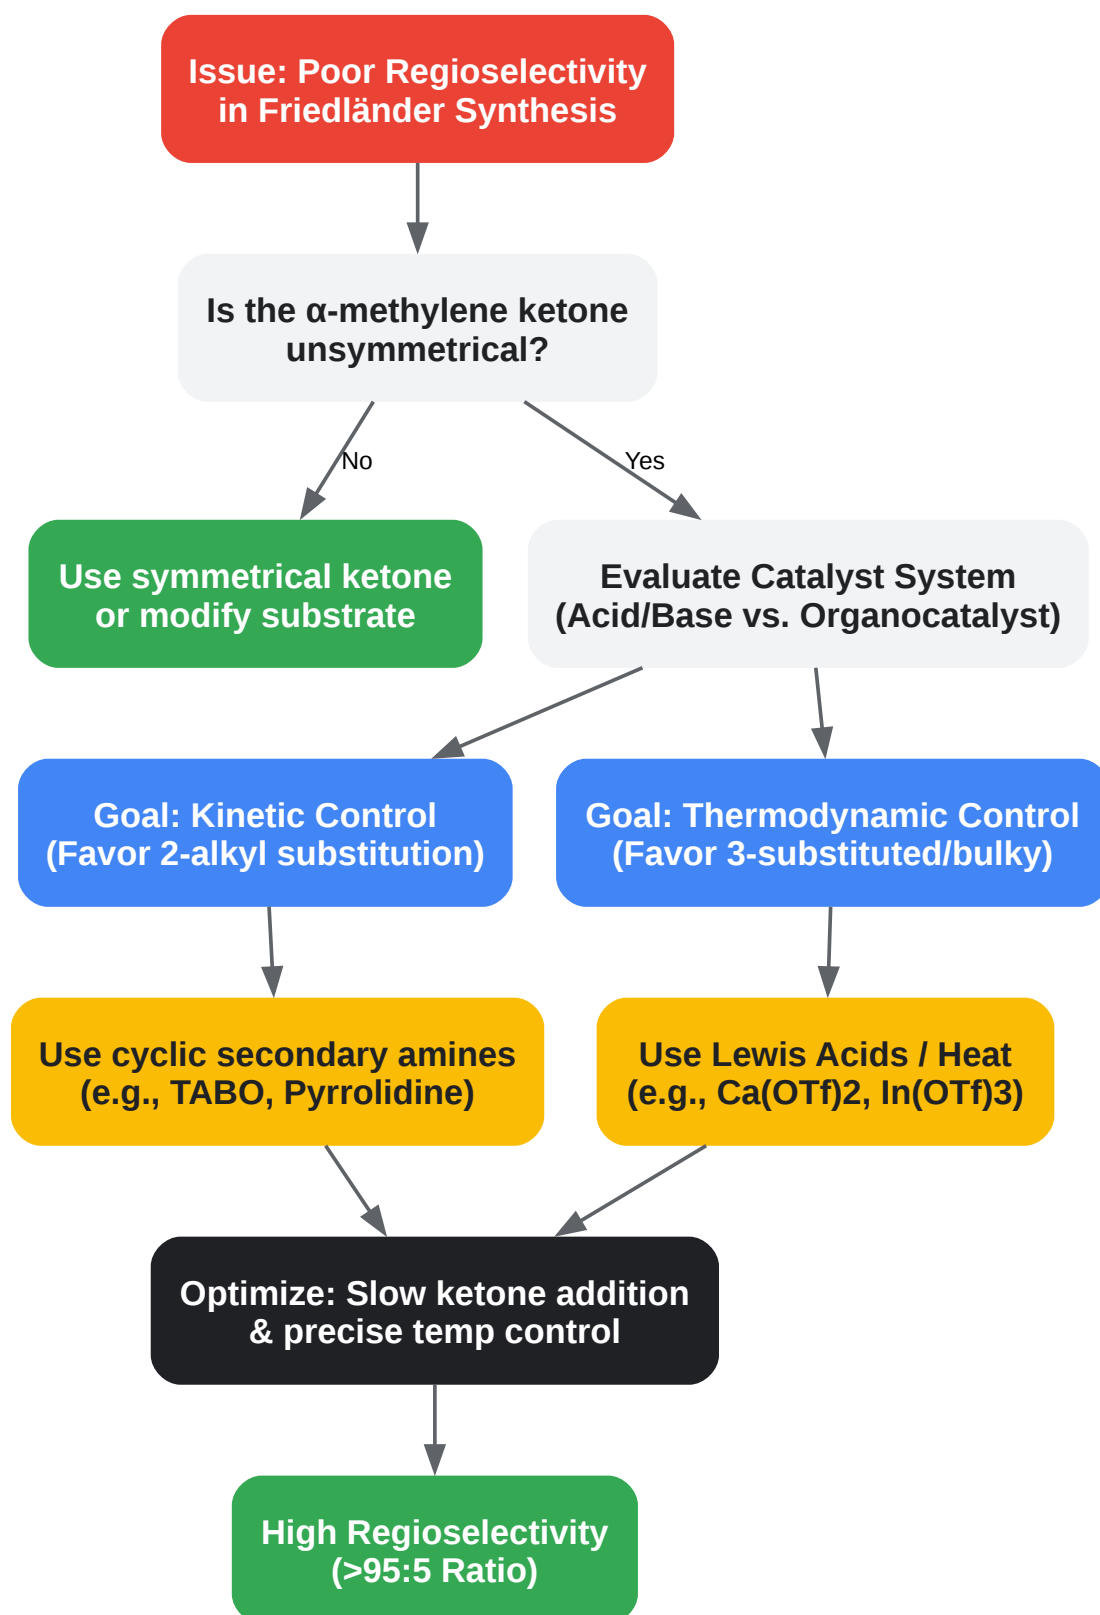 Issue: Poor Regioselectivity
in Friedländer Synthesis
Is the α-methylene ketone
unsymmetrical?
No
Yes
Use symmetrical ketone
or modify substrate
Evaluate Catalyst System
(Acid/Base vs. Organocatalyst)
Goal: Kinetic Control
(Favor 2-alkyl substitution)
Goal: Thermodynamic Control
(Favor 3-substituted/bulky)
Use cyclic secondary amines
(e.g., TABO, Pyrrolidine)
Use Lewis Acids / Heat
(e.g., Ca(OTf)2, In(OTf)3)
Optimize: Slow ketone addition
& precise temp control
High Regioselectivity
(>95:5 Ratio)